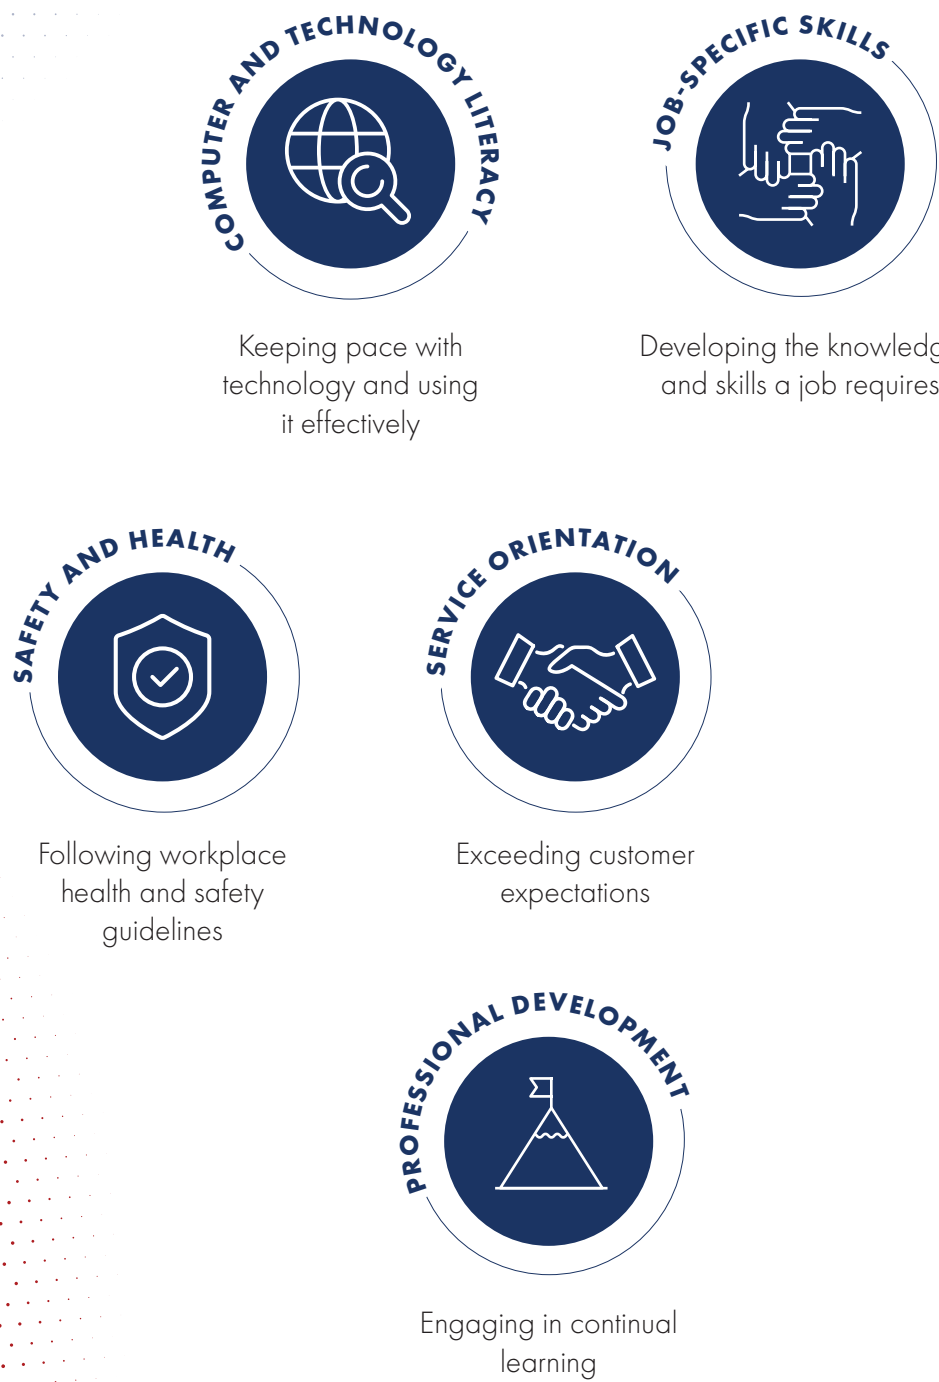 COMPUTER AND TECHNOLOGY LITERACY
Keeping pace with
technology and using
it effectively
JOB-SPECIFIC SKILLS
Developing the knowledg
and skills a job requires
SAFETY AND HEALTH
Following workplace
health and safety
guidelines
SERVICE ORIENTATION
Exceeding customer
expectations
PROFESSIONAL DEVELOPMENT
Engaging in continual
learning